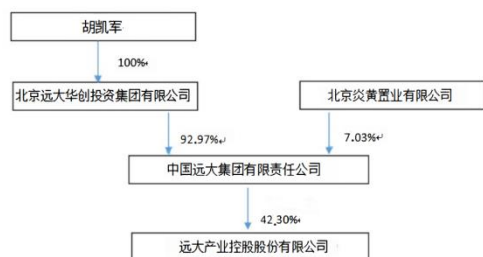 胡凯军
100%
北京远大华创投资集团有限公司
北京炎黄置业有限公司
92.97%
7.03%
中国远大集团有限责任公司
42.30%
远大产业控股股份有限公司